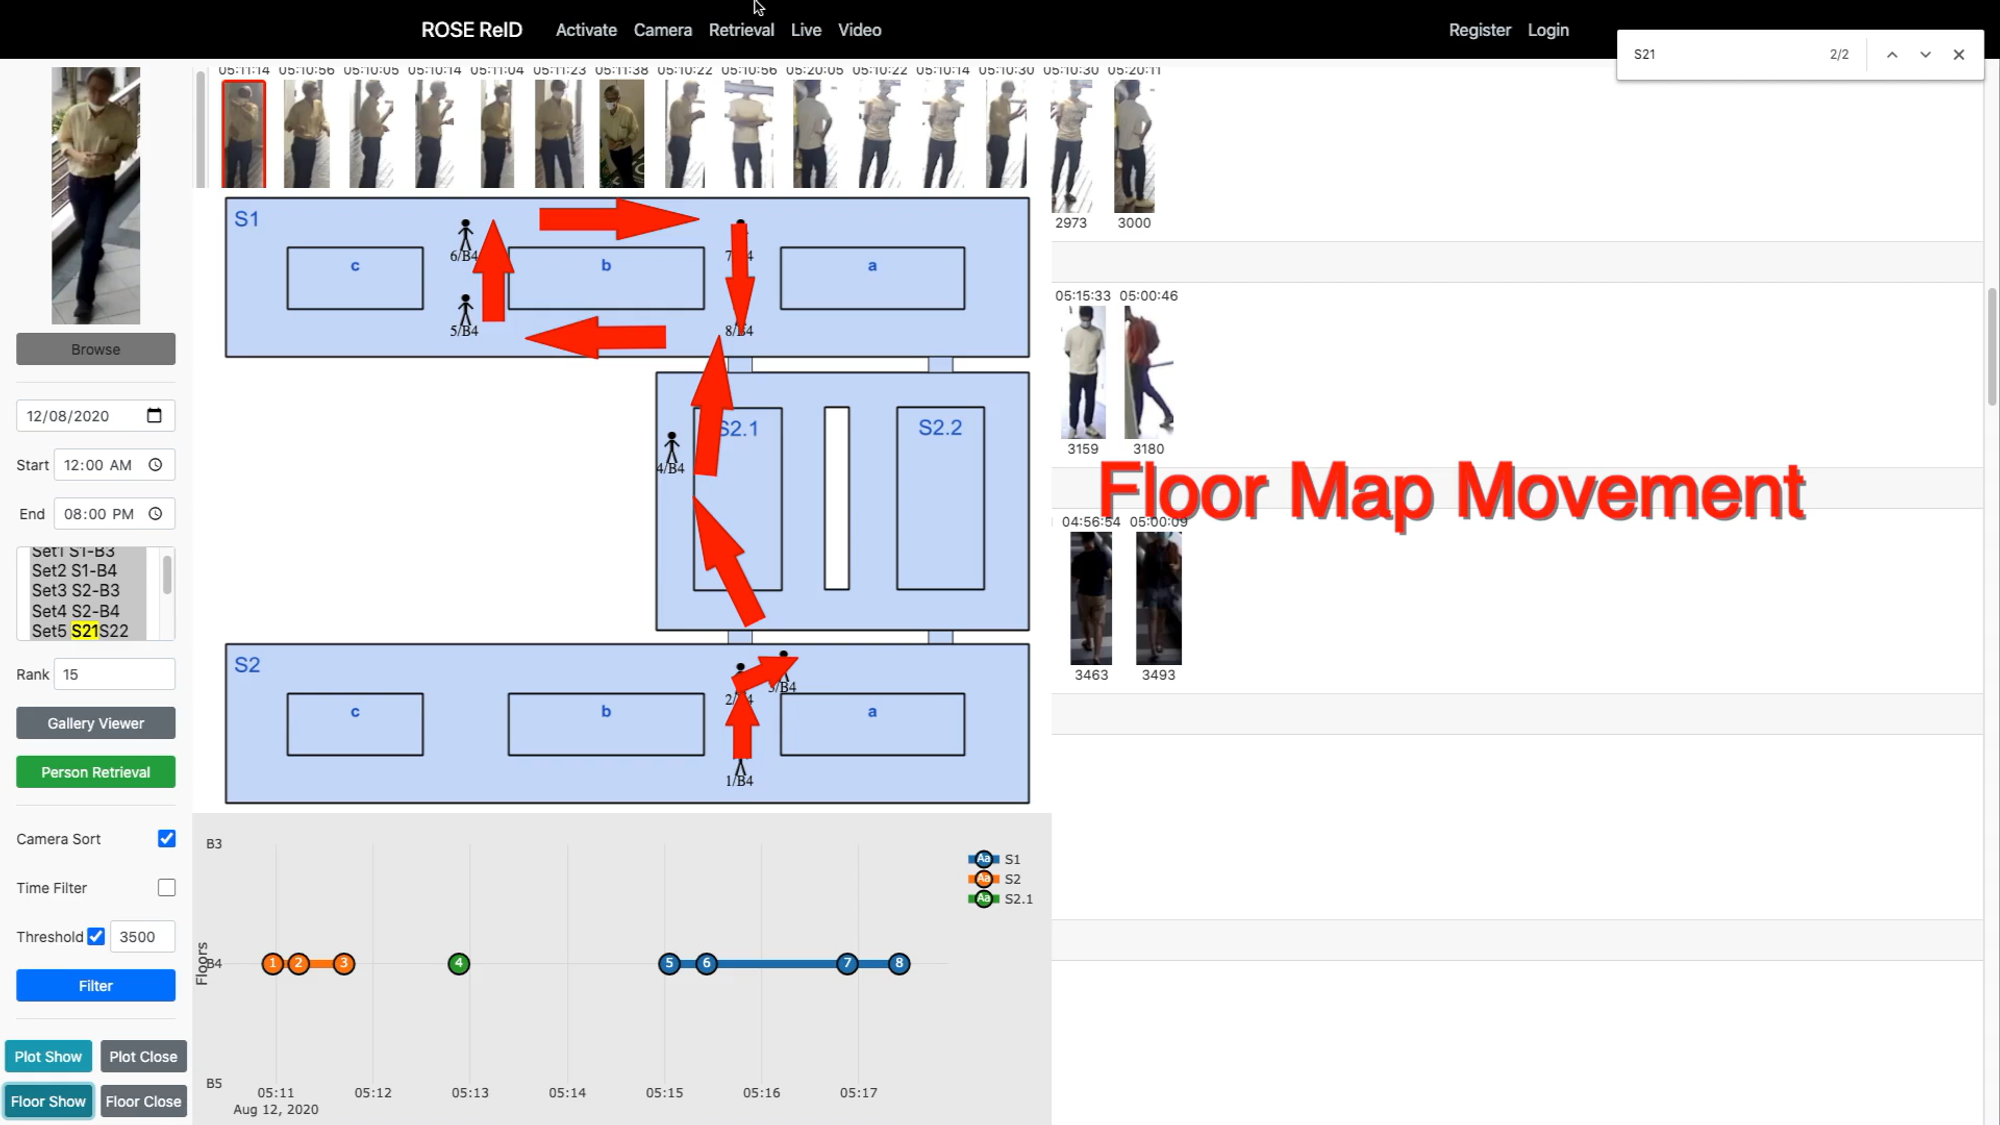 ROSE ReID Activate Camera Retrieval Live Video Register Login
S21 2/2
05:11:14 05:10:56 05:10:05 05:10:14 05:11:04 05:11:23 05:11:38 05:10:22 05:10:56 05:20:05 05:10:22 05:10:14 05:10:30 05:10:30 05:20:11
2973 3000
S1
6/B4
c b a
5/B4 8/B4
05:15:33 05:00:46
3159 3180
Browse
12/08/2020
Start 12:00 AM
End 08:00 PM
Set1 S1-B3
Set2 S1-B4
Set3 S2-B3
Set4 S2-B4
Set5 S21S22
Rank 15
Gallery Viewer
Person Retrieval
Camera Sort
Time Filter
Threshold 3500
Filter
Plot Show Plot Close
Floor Show Floor Close
S2.1 S2.2
4/B4
Floor Map Movement
04:56:54 05:00:09
3463 3493
S2
3/B4
c b a
1/B4
B3
S1
S2
S2.1
Floors
B4
1 2 3 4 5 6 7 8
B5
05:11 05:12 05:13 05:14 05:15 05:16 05:17
Aug 12, 2020